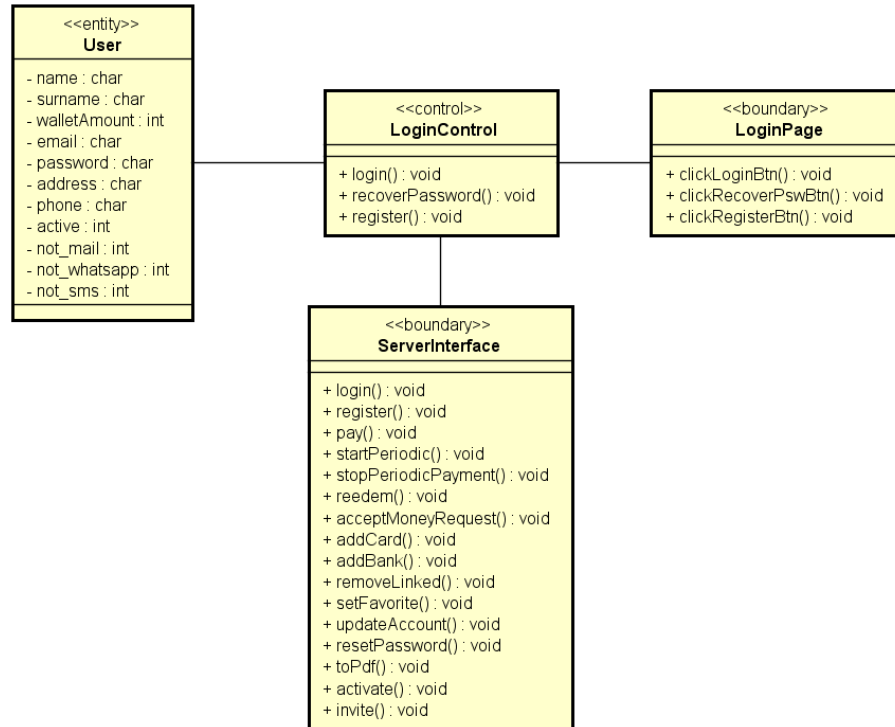 <<entity>>
User
- name : char
- surname : char
- walletAmount : int
- email : char
- password : char
- address : char
- phone : char
- active : int
- not_mail : int
- not_whatsapp : int
- not_sms : int
<<control>>
LoginControl
+ login() : void
+ recoverPassword() : void
+ register() : void
<<boundary>>
LoginPage
+ clickLoginBtn() : void
+ clickRecoverPswBtn() : void
+ clickRegisterBtn() : void
<<boundary>>
ServerInterface
+ login() : void
+ register() : void
+ pay() : void
+ startPeriodic() : void
+ stopPeriodicPayment() : void
+ reedem() : void
+ acceptMoneyRequest() : void
+ addCard() : void
+ addBank() : void
+ removeLinked() : void
+ setFavorite() : void
+ updateAccount() : void
+ resetPassword() : void
+ toPdf() : void
+ activate() : void
+ invite() : void